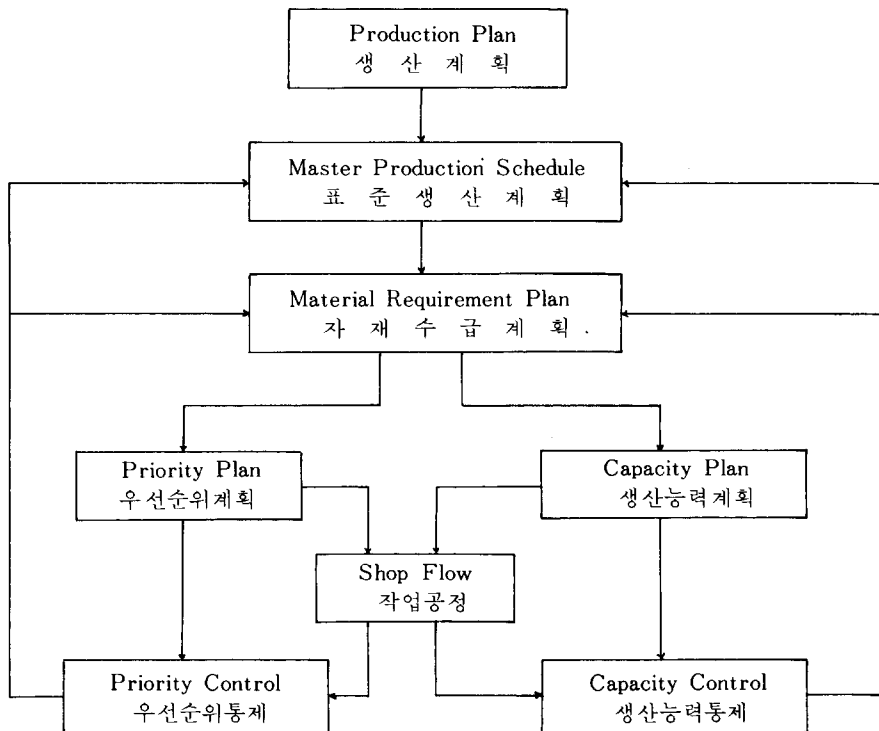 Production Plan
생 산 계 획
Master Production Schedule
표 준 생 산 계 획
Material Requirement Plan
자 재 수 급 계 획
Priority Plan
우선순위계획
Capacity Plan
생산능력계획
Shop Flow
작업공정
Priority Control
우선순위통제
Capacity Control
생산능력통제